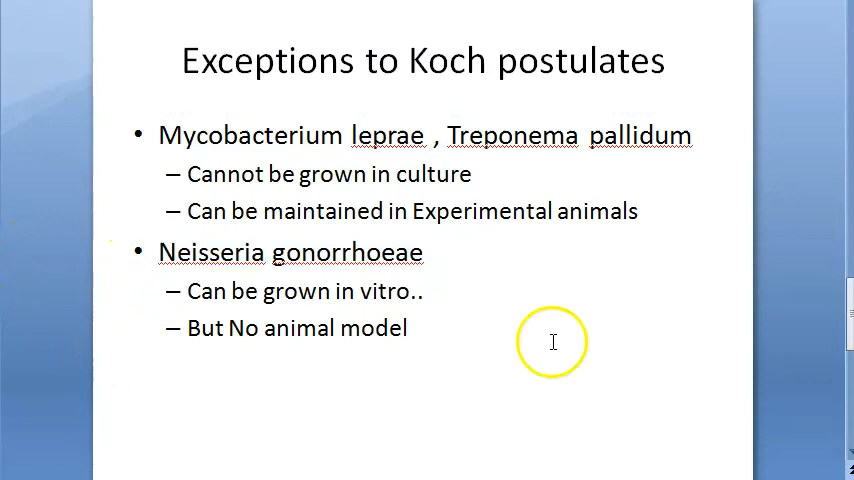 Exceptions to Koch postulates
• Mycobacterium leprae , Treponema pallidum
– Cannot be grown in culture
– Can be maintained in Experimental animals
• Neisseria gonorrhoeae
– Can be grown in vitro..
– But No animal model